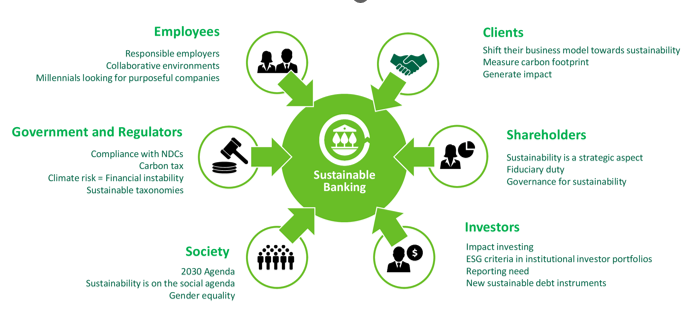 Employees
Responsible employers
Collaborative environments
Millennials looking for purposeful companies
Clients
Shift their business model towards sustainability
Measure carbon footprint
Generate impact
Government and Regulators
Compliance with NDCs
Carbon tax
Climate risk = Financial instability
Sustainable taxonomies
Sustainable
Banking
Shareholders
Sustainability is a strategic aspect
Fiduciary duty
Governance for sustainability
Society
2030 Agenda
Sustainability is on the social agenda
Gender equality
Investors
Impact investing
ESG criteria in institutional investor portfolios
Reporting need
New sustainable debt instruments
$